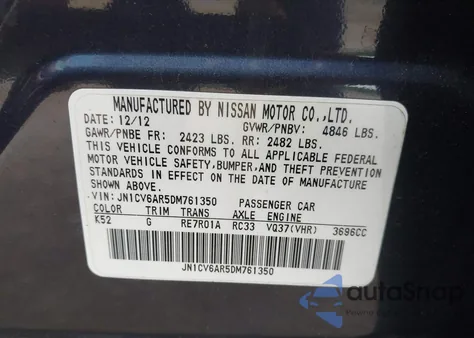 MANUFACTURED BY NISSAN MOTOR CO.,LTD.
DATE: 12/12 GVWR/PNBV: 4846 LBS.
GAWR/PNBE FR: 2423 LBS. RR: 2482 LBS.
THIS VEHICLE CONFORMS TO ALL APPLICABLE FEDERAL
MOTOR VEHICLE SAFETY, BUMPER, AND THEFT PREVENTION
STANDARDS IN EFFECT ON THE DATE OF MANUFACTURE
SHOWN ABOVE.
VIN: JN1CV6AR5DM761350 PASSENGER CAR
COLOR TRIM TRANS AXLE ENGINE
K52 G RE7R01A RC33 VQ37(VHR) 3696CC
JN1CV6AR5DM761350
autoSnap